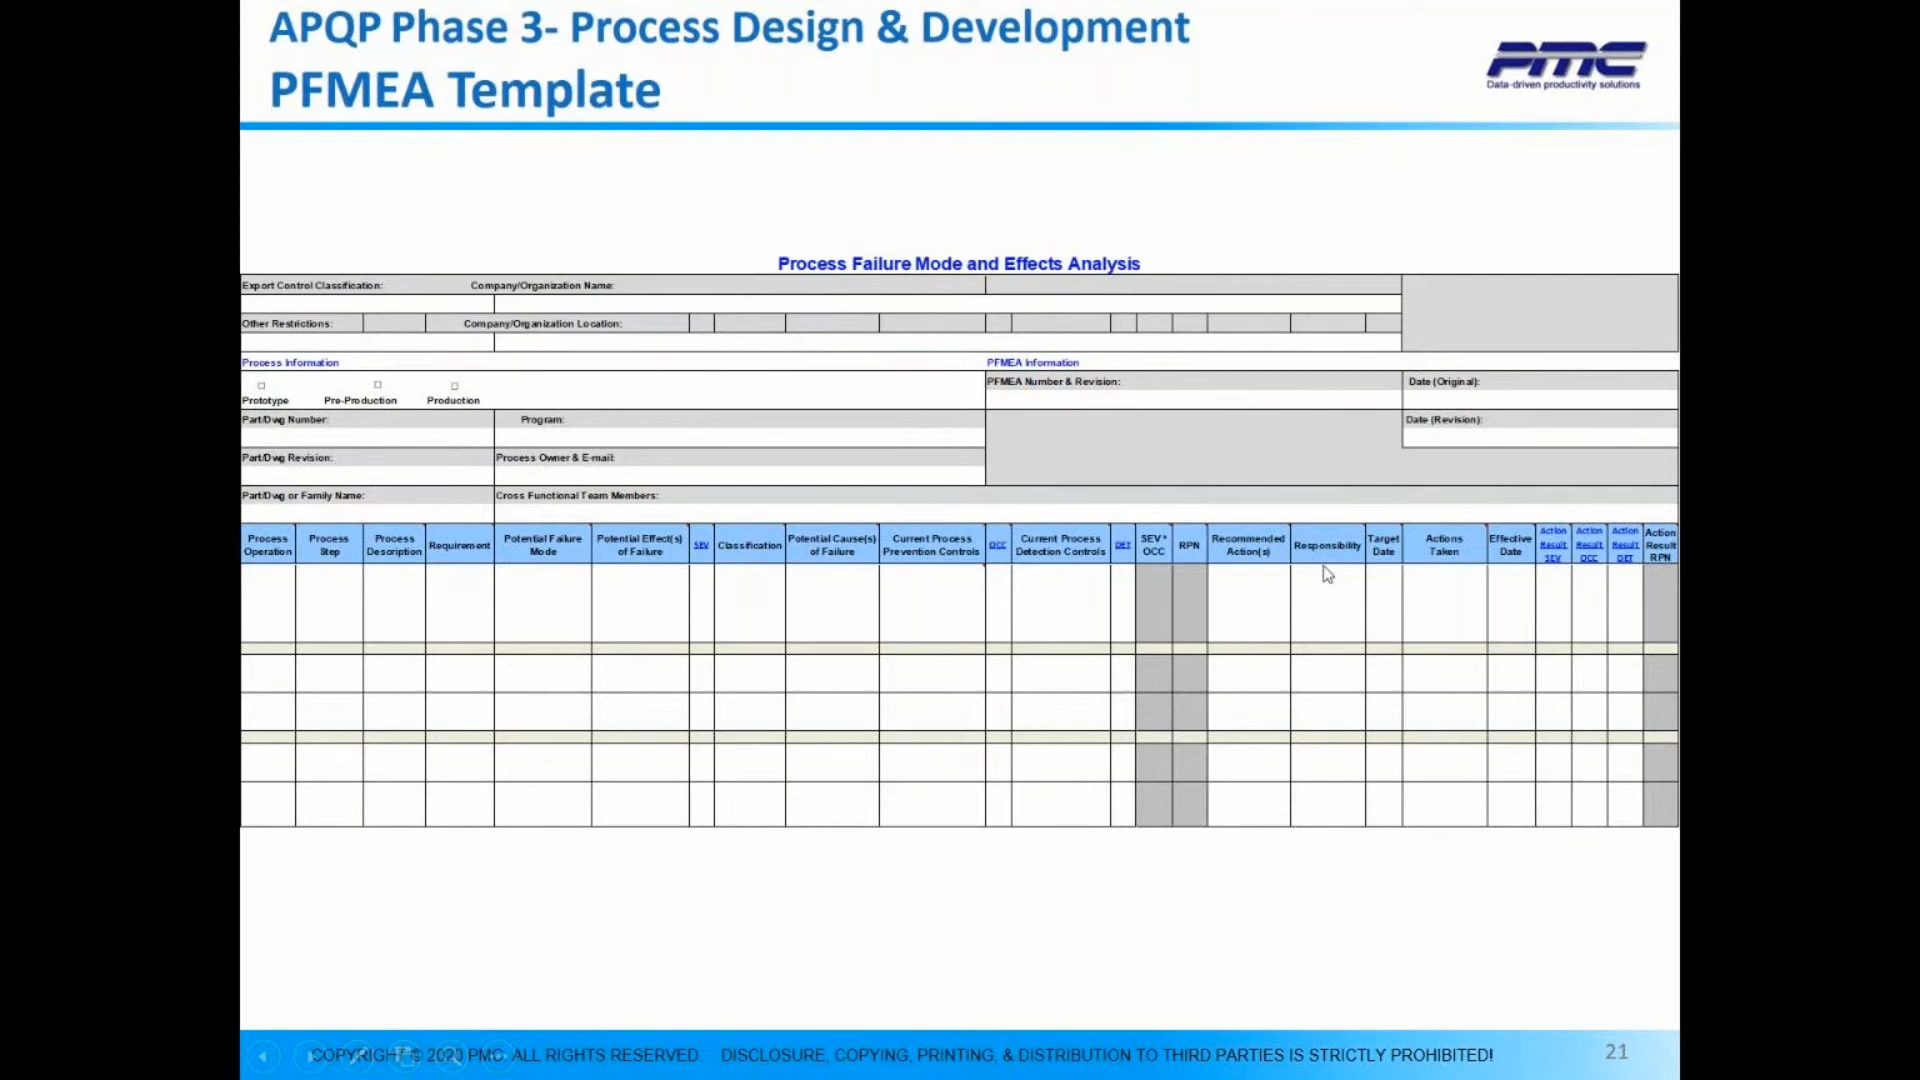 APQP Phase 3- Process Design & Development
PFMEA Template
PMC
Data-driven productivity solutions
Process Failure Mode and Effects Analysis
Export Control Classification: Company/Organization Name:
Other Restrictions: Company/Organization Location:
Process Information PFMEA Information
Prototype Pre-Production Production
PFMEA Number & Revision: Date (Original):
Part/Dwg Number: Program: Date (Revision):
Part/Dwg Revision: Process Owner & E-mail:
Part/Dwg or Family Name: Cross Functional Team Members:
Process Operation
Process Step
Process Description
Requirement
Potential Failure Mode
Potential Effect(s) of Failure
SEV
Classification
Potential Cause(s) of Failure
Current Process Prevention Controls
OCC
Current Process Detection Controls
DET
SEV * OCC
RPN
Recommended Action(s)
Responsibility
Target Date
Actions Taken
Effective Date
Action Result SEV
Action Result OCC
Action Result DET
Action Result RPN
COPYRIGHT © 2020 PMC. ALL RIGHTS RESERVED. DISCLOSURE, COPYING, PRINTING, & DISTRIBUTION TO THIRD PARTIES IS STRICTLY PROHIBITED!
21